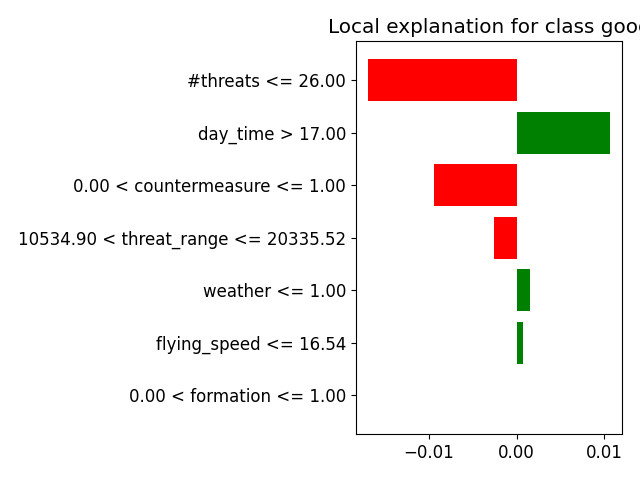 Local explanation for class good
#threats <= 26.00
day_time > 17.00
0.00 < countermeasure <= 1.00
10534.90 < threat_range <= 20335.52
weather <= 1.00
flying_speed <= 16.54
0.00 < formation <= 1.00
−0.01 0.00 0.01